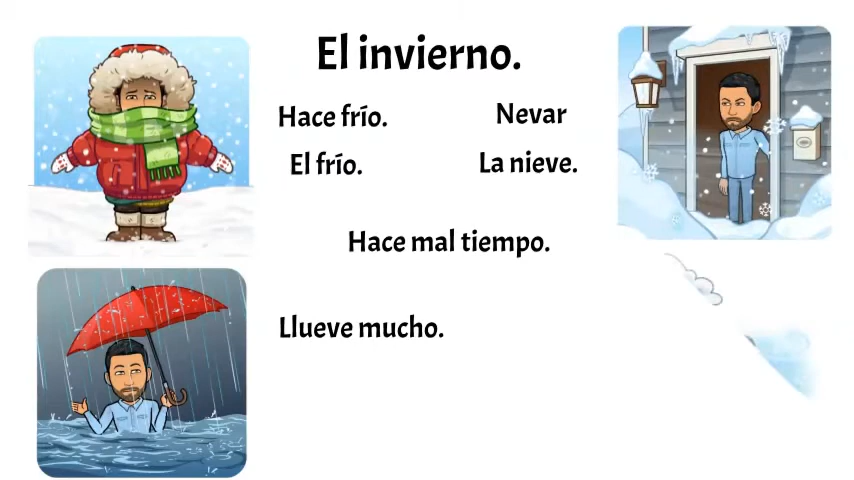 El invierno.
Hace frío.
Nevar
El frío.
La nieve.
Hace mal tiempo.
Llueve mucho.